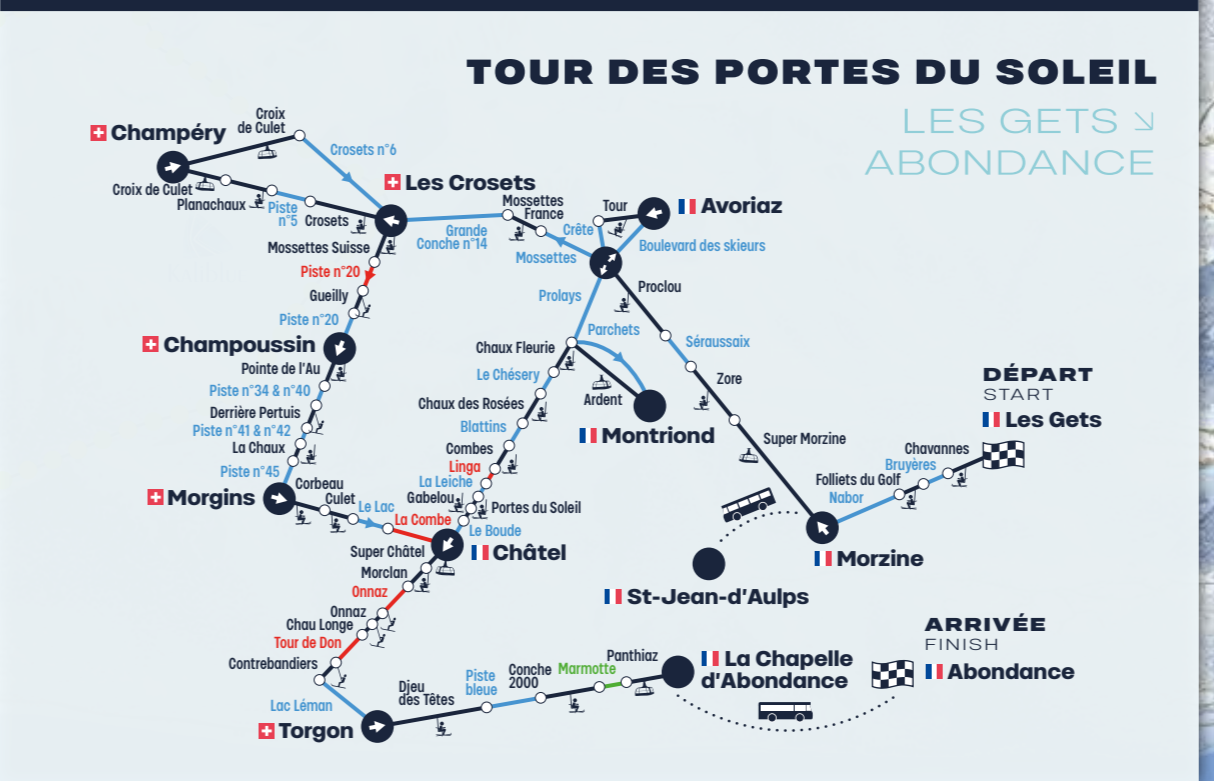 TOUR DES PORTES DU SOLEIL
LES GETS ↘
ABONDANCE
Croix
de Culet
Champéry
Crosets n°6
Croix de Culet
Planachaux
Piste
n°5
Crosets
Les Crosets
Mossettes
France
Grande
Conche n°14
Mossettes
Crête
Tour
Avoriaz
Boulevard des skieurs
Mossettes Suisse
Piste n°20
Gueilly
Piste n°20
Champoussin
Pointe de l'Au
Piste n°34 & n°40
Derrière Pertuis
Piste n°41 & n°42
La Chaux
Piste n°45
Morgins
Corbeau
Culet
Le Lac
La Combe
Prolays
Proclou
Parchets
Séraussaix
Chaux Fleurie
Le Chésery
Ardent
Montriond
Zore
Chaux des Rosées
Blattins
Combes
Linga
La Leiche
Gabelou
Portes du Soleil
Le Boude
Châtel
Super Morzine
DÉPART
START
Les Gets
Chavannes
Bruyères
Folliets du Golf
Nabor
Morzine
St-Jean-d'Aulps
Super Châtel
Morclan
Onnaz
Onnaz
Chau Longe
Tour de Don
Contrebandiers
Lac Léman
Torgon
Djeu
des Têtes
Piste
bleue
Conche
2000
Marmotte
Panthiaz
La Chapelle
d'Abondance
ARRIVÉE
FINISH
Abondance